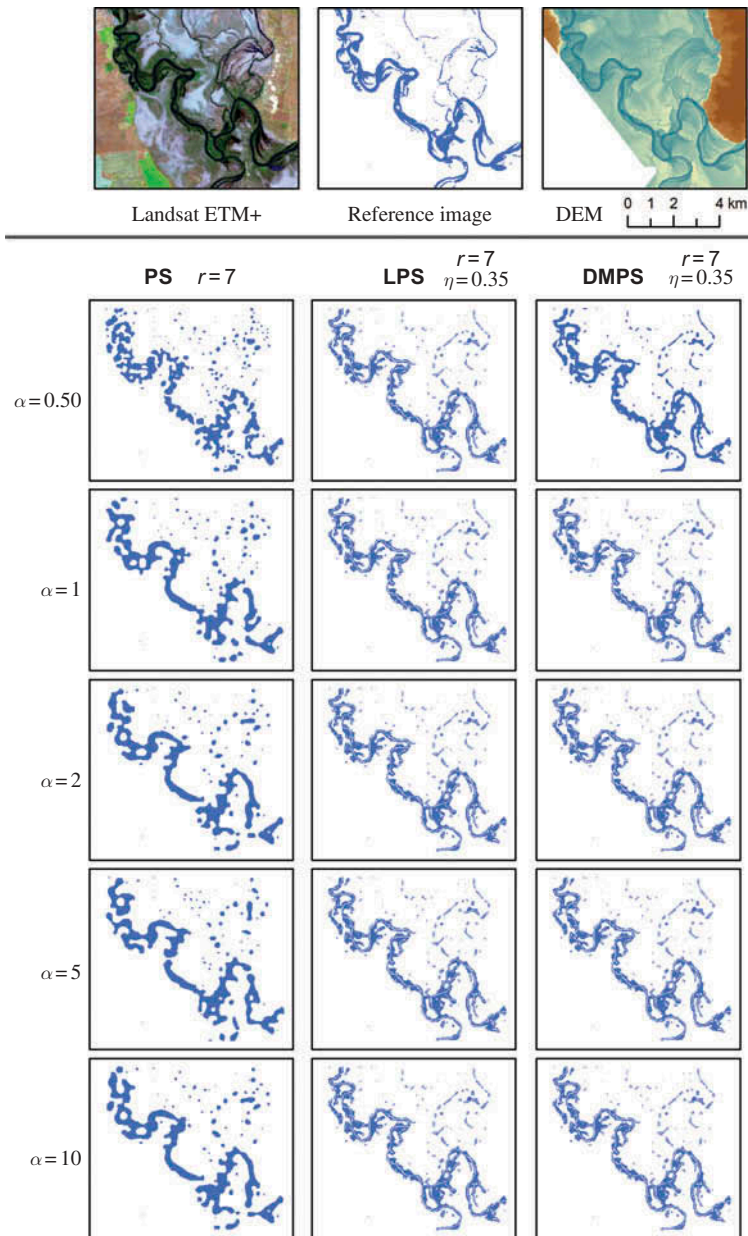 Landsat ETM+
Reference image
DEM
0 1 2 4 km
PS r=7
LPS r=7 η=0.35
DMPS r=7 η=0.35
α=0.50
α=1
α=2
α=5
α=10